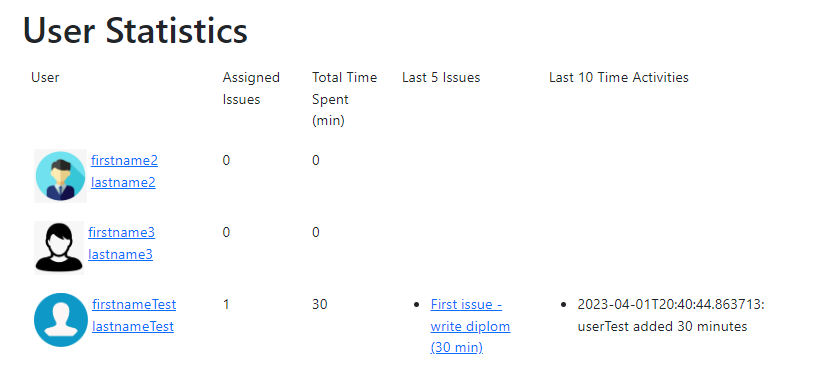 User Statistics
User Assigned Issues Total Time Spent (min) Last 5 Issues Last 10 Time Activities
firstname2
lastname2
0 0
firstname3
lastname3
0 0
firstnameTest
lastnameTest
1 30
First issue -
write diplom
(30 min)
2023-04-01T20:40:44.863713:
userTest added 30 minutes